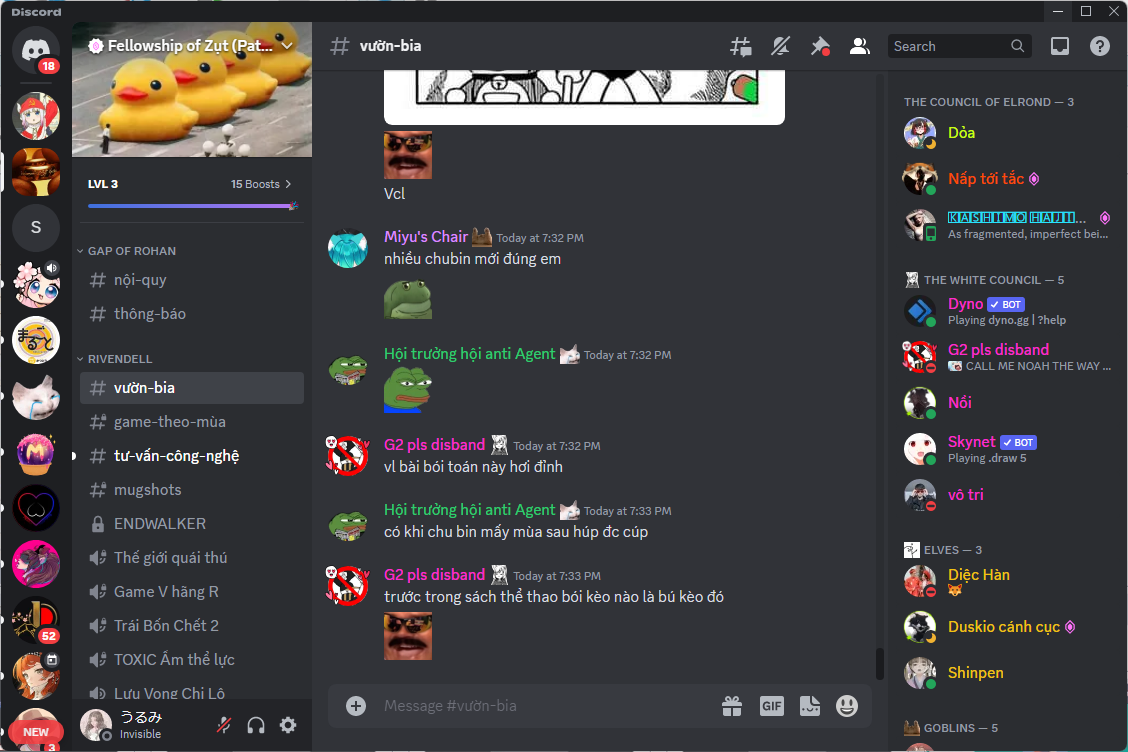 Discord
18
S
52
NEW
3
Fellowship of Zụt (Pat...
LVL 3
15 Boosts
GAP OF ROHAN
nội-quy
thông-báo
RIVENDELL
vườn-bia
game-theo-mùa
tư-vấn-công-nghệ
mugshots
ENDWALKER
Thế giới quái thú
Game V hãng R
Trái Bốn Chết 2
TOXIC Ẩm thể lực
Lưu Vong Chi Lộ
うるみ
Invisible
vườn-bia
Search
Vcl
Miyu's Chair Today at 7:32 PM
nhiều chubin mới đúng em
Hội trưởng hội anti Agent Today at 7:32 PM
G2 pls disband Today at 7:32 PM
vl bài bói toán này hơi đỉnh
Hội trưởng hội anti Agent Today at 7:33 PM
có khi chu bin mấy mùa sau húp đc cúp
G2 pls disband Today at 7:33 PM
trước trong sách thể thao bói kèo nào là bú kèo đó
Message #vườn-bia
GIF
THE COUNCIL OF ELROND — 3
Dỏa
Nấp tới tắc
KASHIMO HAJI...
As fragmented, imperfect bei...
THE WHITE COUNCIL — 5
Dyno BOT
Playing dyno.gg | ?help
G2 pls disband
CALL ME NOAH THE WAY ...
Nồi
Skynet BOT
Playing .draw 5
vô tri
ELVES — 3
Diệc Hàn
Duskio cánh cục
Shinpen
GOBLINS — 5